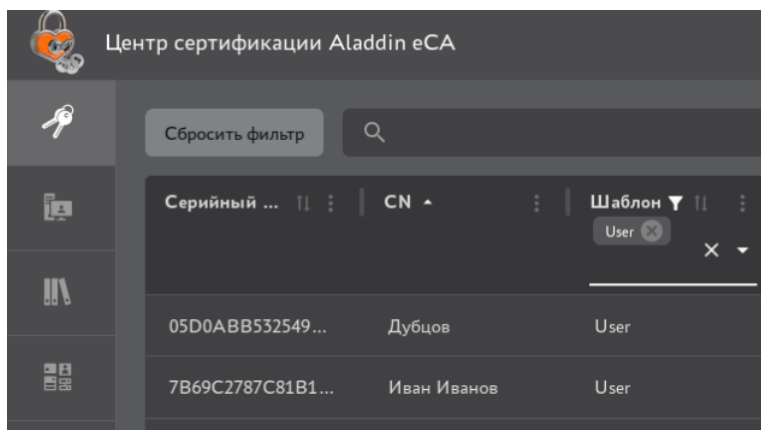 Центр сертификации Aladdin eCA
Сбросить фильтр
Серийный ... CN Шаблон
User
05D0ABB532549... Дубцов User
7B69C2787C81B1... Иван Иванов User